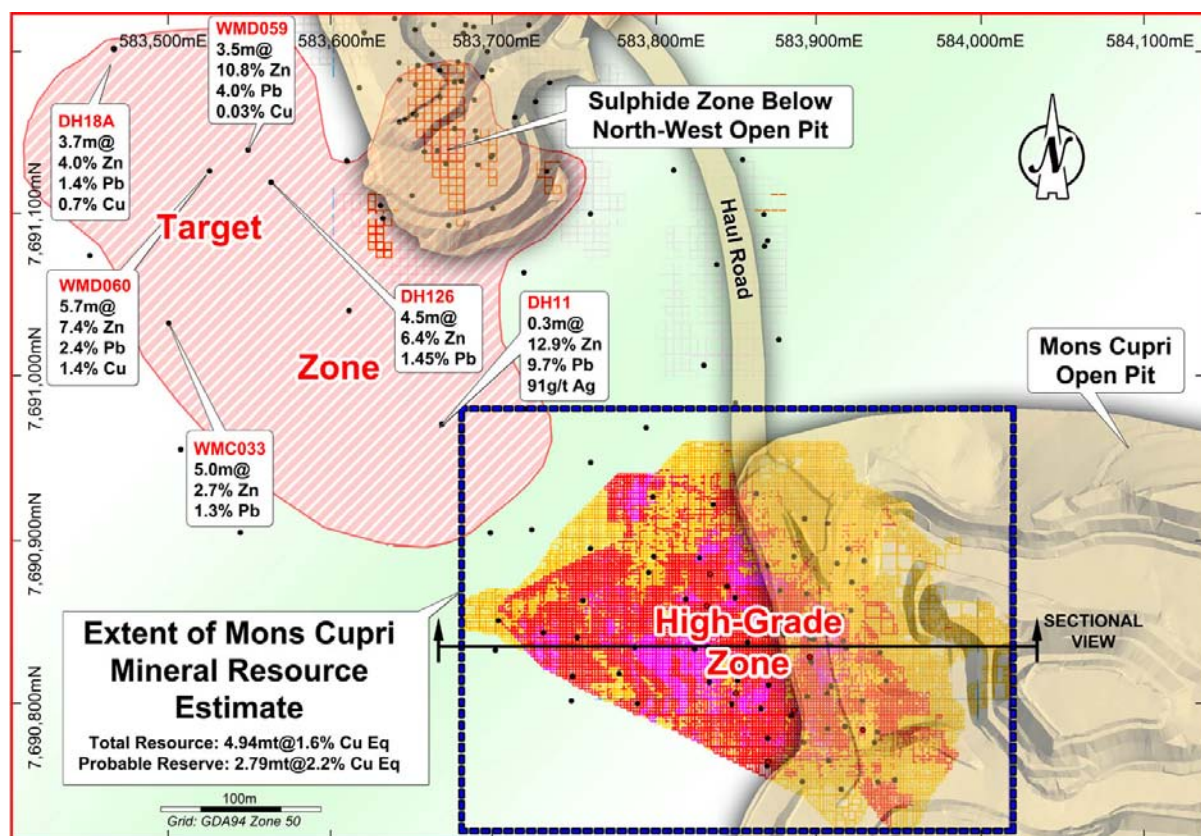 583,500mE
583,600mE
583,700mE
583,800mE
583,900mE
584,000mE
584,100mE
WMD059
3.5m@
10.8% Zn
4.0% Pb
0.03% Cu
DH18A
3.7m@
4.0% Zn
1.4% Pb
0.7% Cu
Sulphide Zone Below
North-West Open Pit
N
7,691,100mN
Target
Haul Road
WMD060
5.7m@
7.4% Zn
2.4% Pb
1.4% Cu
DH126
4.5m@
6.4% Zn
1.45% Pb
DH11
0.3m@
12.9% Zn
9.7% Pb
91g/t Ag
Zone
Mons Cupri
Open Pit
7,691,000mN
WMC033
5.0m@
2.7% Zn
1.3% Pb
7,690,900mN
High-Grade
Zone
SECTIONAL
VIEW
Extent of Mons Cupri
Mineral Resource
Estimate
Total Resource: 4.94mt@1.6% Cu Eq
Probable Reserve: 2.79mt@2.2% Cu Eq
7,690,800mN
100m
Grid: GDA94 Zone 50